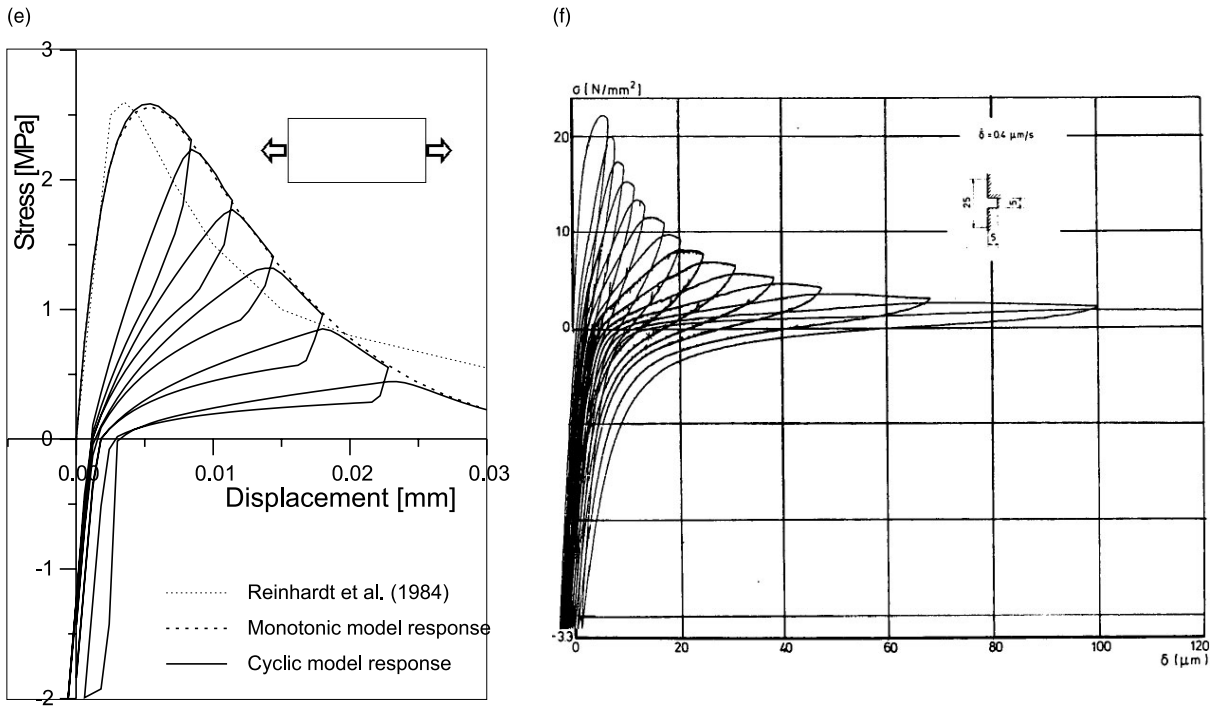 (e)
(f)
3
2
1
0
-1
-2
Stress [MPa]
0.00
0.01
0.02
0.03
Displacement [mm]
Reinhardt et al. (1984)
Monotonic model response
Cyclic model response
σ [N/mm²]
20
10
0
-33
δ̇ = 0.4 μm/s
25
5
5
0
20
40
60
80
100
120
δ (μm)